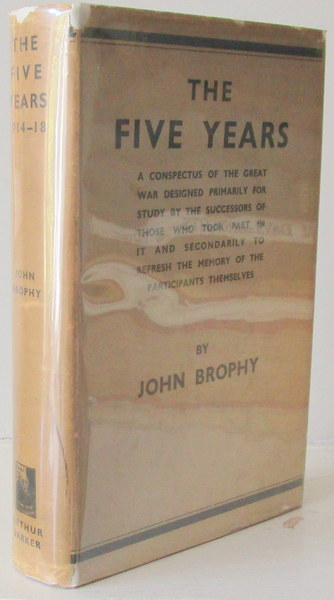 THE
FIVE
YEARS
1914-18
JOHN
BROPHY
ARTHUR
BARKER
THE
FIVE YEARS
A CONSPECTUS OF THE GREAT
WAR DESIGNED PRIMARILY FOR
STUDY BY THE SUCCESSORS OF
THOSE WHO TOOK PART IN
IT AND SECONDARILY TO
REFRESH THE MEMORY OF THE
PARTICIPANTS THEMSELVES
BY
JOHN BROPHY